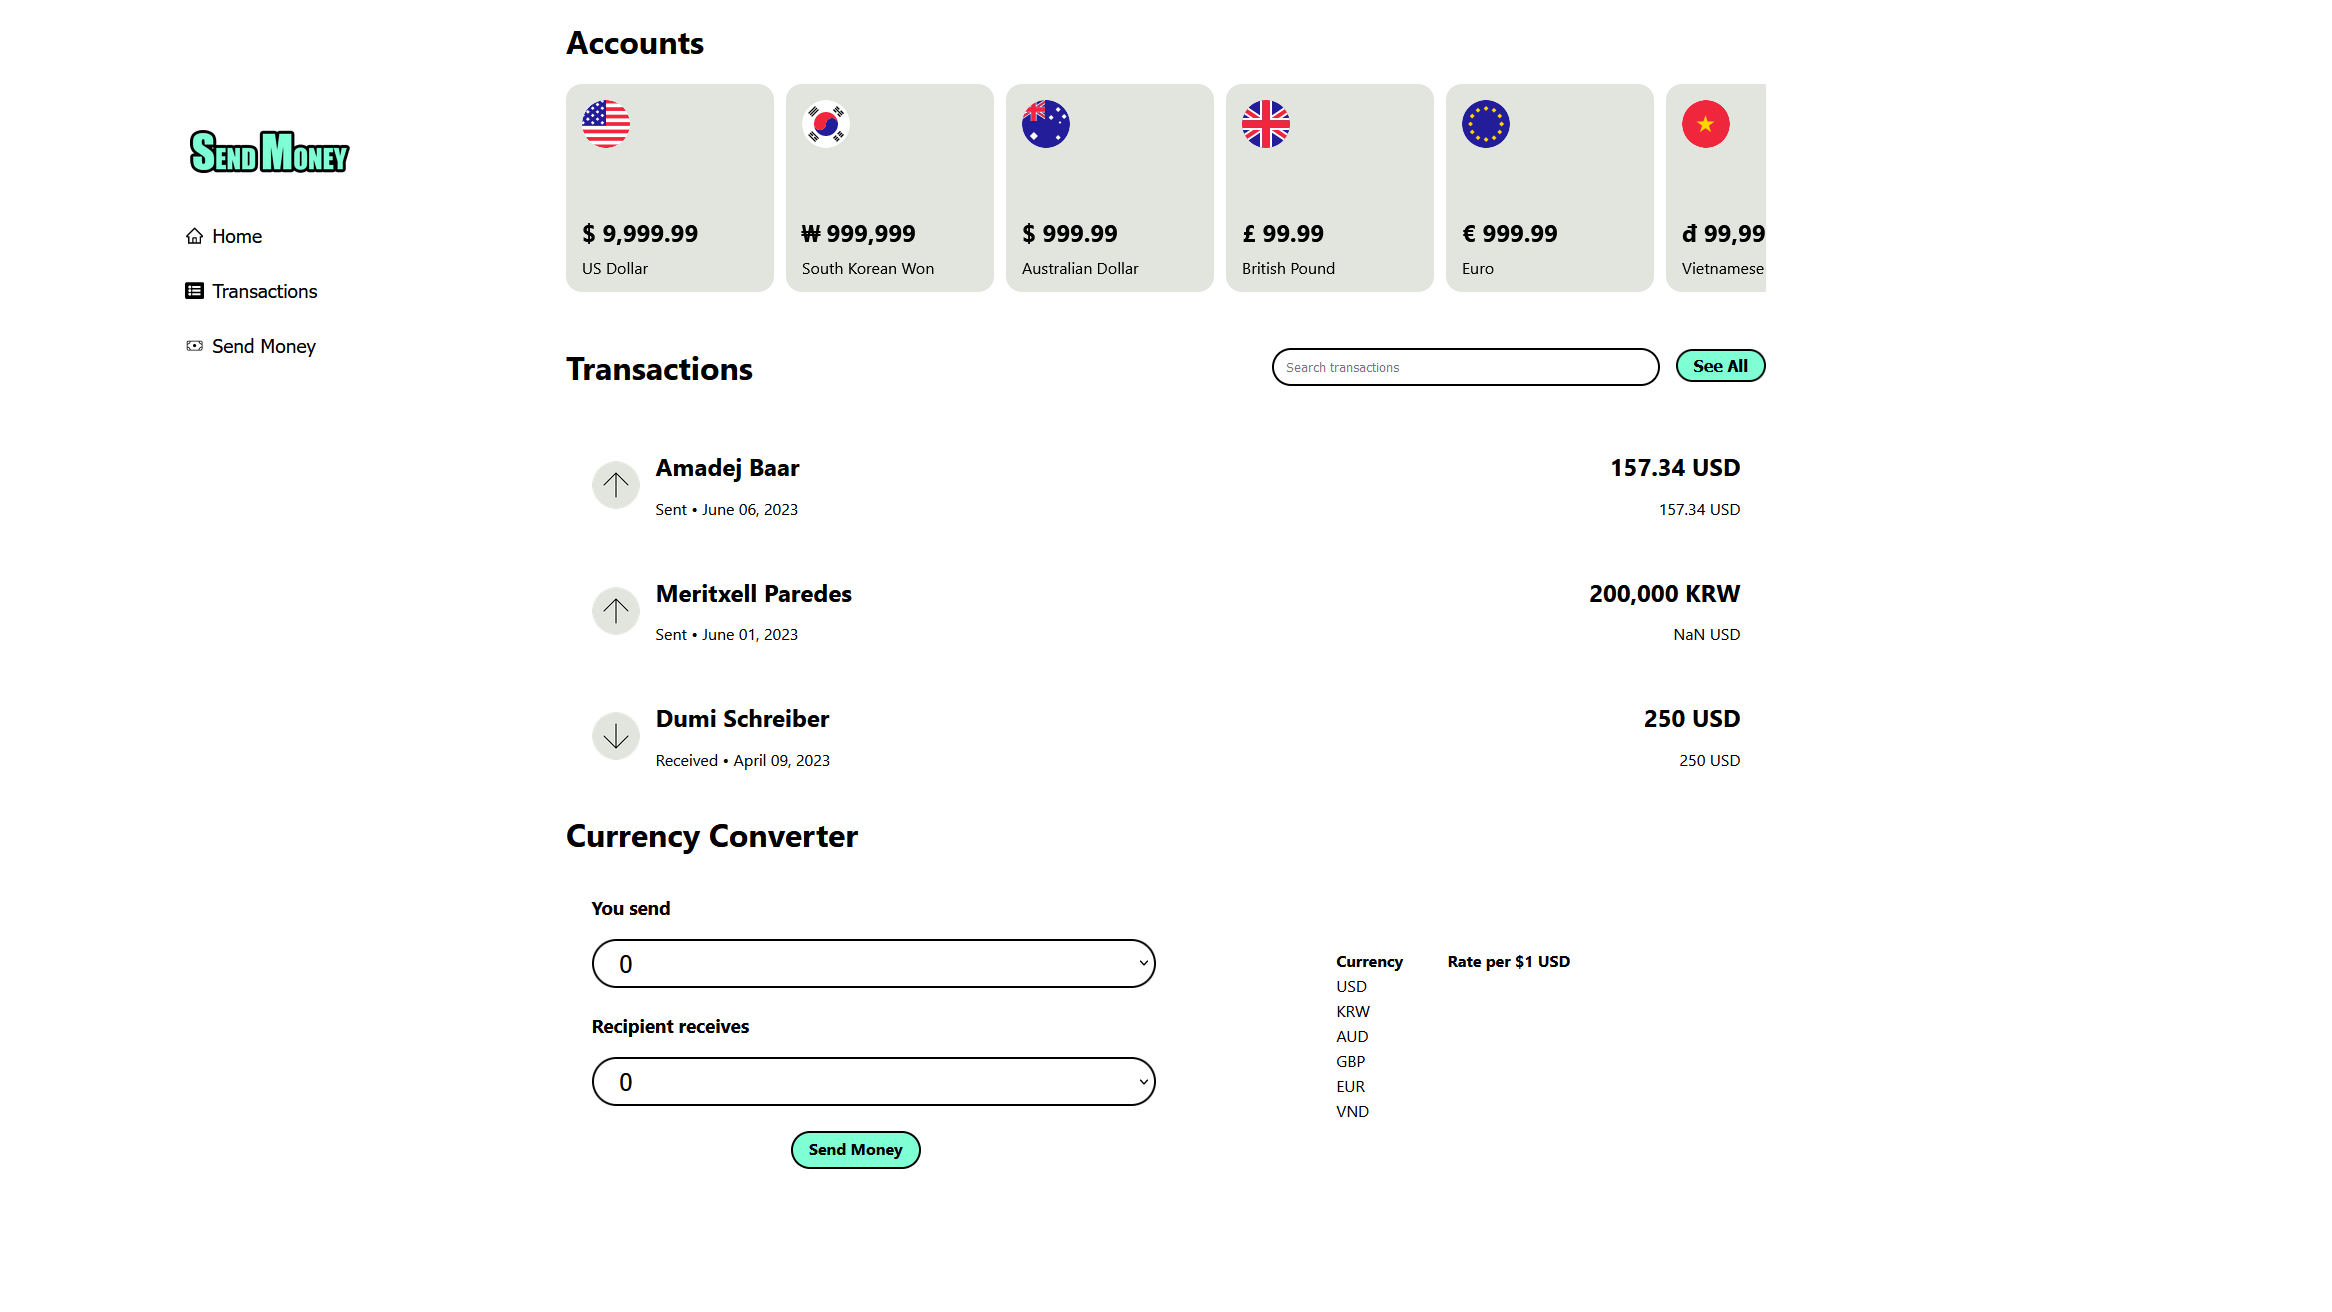 Accounts
SEND MONEY
Home
Transactions
Send Money
$ 9,999.99
US Dollar
₩ 999,999
South Korean Won
$ 999.99
Australian Dollar
£ 99.99
British Pound
€ 999.99
Euro
đ 99,99
Vietnamese
Transactions
Search transactions
See All
Amadej Baar
157.34 USD
Sent • June 06, 2023
157.34 USD
Meritxell Paredes
200,000 KRW
Sent • June 01, 2023
NaN USD
Dumi Schreiber
250 USD
Received • April 09, 2023
250 USD
Currency Converter
You send
0
Recipient receives
0
Send Money
Currency Rate per $1 USD
USD
KRW
AUD
GBP
EUR
VND